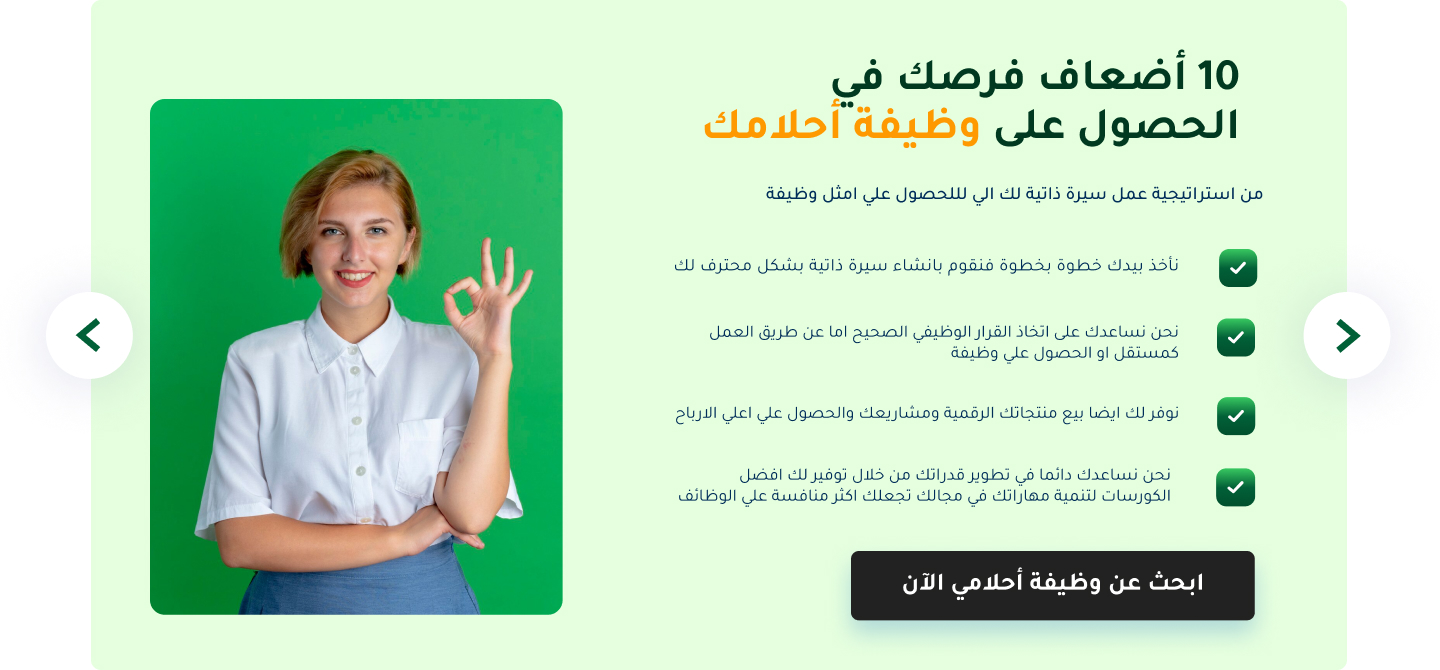 10 أضعاف فرصك في
الحصول على وظيفة أحلامك
من استراتيجية عمل سيرة ذاتية لك الي لللحصول علي امثل وظيفة
نأخذ بيدك خطوة بخطوة فنقوم بانشاء سيرة ذاتية بشكل محترف لك
نحن نساعدك على اتخاذ القرار الوظيفي الصحيح اما عن طريق العمل
كمستقل او الحصول علي وظيفة
نوفر لك ايضا بيع منتجاتك الرقمية ومشاريعك والحصول علي اعلي الارباح
نحن نساعدك دائما في تطوير قدراتك من خلال توفير لك افضل
الكورسات لتنمية مهاراتك في مجالك تجعلك اكثر منافسة علي الوظائف
ابحث عن وظيفة أحلامي الآن